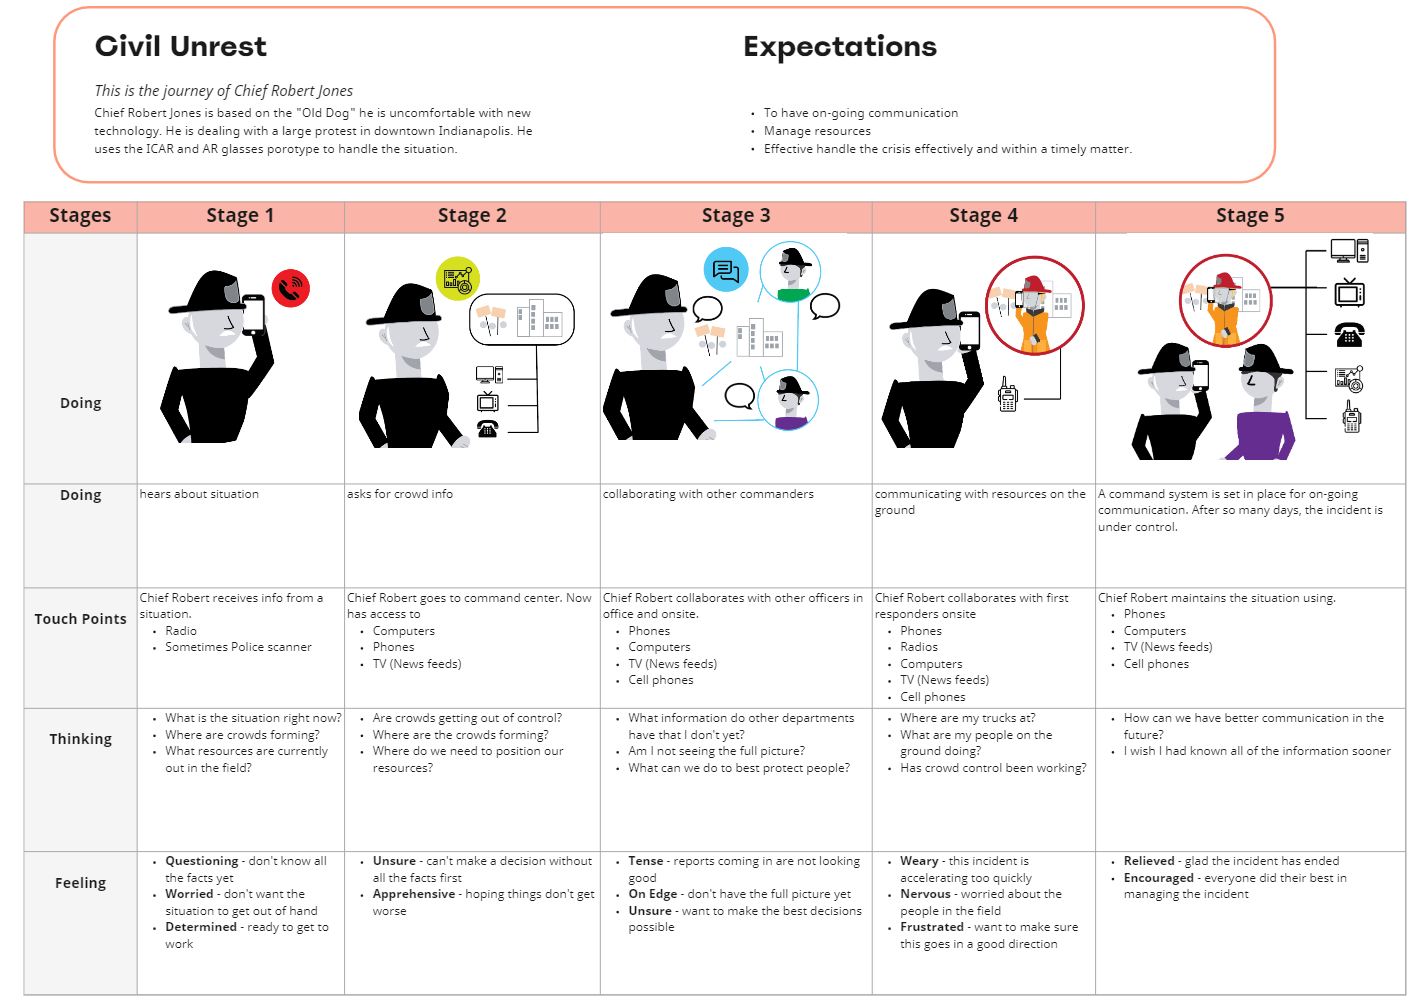 Civil Unrest
This is the journey of Chief Robert Jones
Chief Robert Jones is based on the "Old Dog" he is uncomfortable with new
technology. He is dealing with a large protest in downtown Indianapolis. He
uses the ICAR and AR glasses porotype to handle the situation.
Expectations
• To have on-going communication
• Manage resources
• Effective handle the crisis effectively and within a timely matter.
Stages
Stage 1
Stage 2
Stage 3
Stage 4
Stage 5
Doing
Doing
hears about situation
asks for crowd info
collaborating with other commanders
communicating with resources on the
ground
A command system is set in place for on-going
communication. After so many days, the incident is
under control.
Touch Points
Chief Robert receives info from a
situation.
• Radio
• Sometimes Police scanner
Chief Robert goes to command center. Now
has access to
• Computers
• Phones
• TV (News feeds)
Chief Robert collaborates with other officers in
office and onsite.
• Phones
• Computers
• TV (News feeds)
• Cell phones
Chief Robert collaborates with first
responders onsite
• Phones
• Radios
• Computers
• TV (News feeds)
• Cell phones
Chief Robert maintains the situation using.
• Phones
• Computers
• TV (News feeds)
• Cell phones
Thinking
• What is the situation right now?
• Where are crowds forming?
• What resources are currently
out in the field?
• Are crowds getting out of control?
• Where are the crowds forming?
• Where do we need to position our
resources?
• What information do other departments
have that I don't yet?
• Am I not seeing the full picture?
• What can we do to best protect people?
• Where are my trucks at?
• What are my people on the
ground doing?
• Has crowd control been working?
• How can we have better communication in the
future?
• I wish I had known all of the information sooner
Feeling
• Questioning - don't know all
the facts yet
• Worried - don't want the
situation to get out of hand
• Determined - ready to get to
work
• Unsure - can't make a decision without
all the facts first
• Apprehensive - hoping things don't get
worse
• Tense - reports coming in are not looking
good
• On Edge - don't have the full picture yet
• Unsure - want to make the best decisions
possible
• Weary - this incident is
accelerating too quickly
• Nervous - worried about the
people in the field
• Frustrated - want to make sure
this goes in a good direction
• Relieved - glad the incident has ended
• Encouraged - everyone did their best in
managing the incident